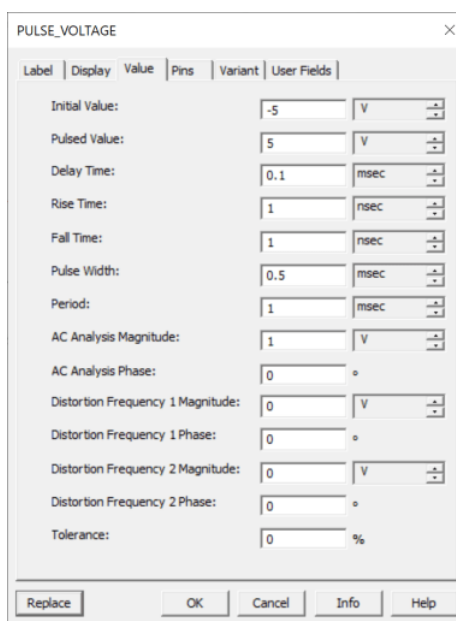 PULSE_VOLTAGE
Label Display Value Pins Variant User Fields
Initial Value: -5 V
Pulsed Value: 5 V
Delay Time: 0.1 msec
Rise Time: 1 nsec
Fall Time: 1 nsec
Pulse Width: 0.5 msec
Period: 1 msec
AC Analysis Magnitude: 1 V
AC Analysis Phase: 0 °
Distortion Frequency 1 Magnitude: 0 V
Distortion Frequency 1 Phase: 0 °
Distortion Frequency 2 Magnitude: 0 V
Distortion Frequency 2 Phase: 0 °
Tolerance: 0 %
Replace OK Cancel Info Help